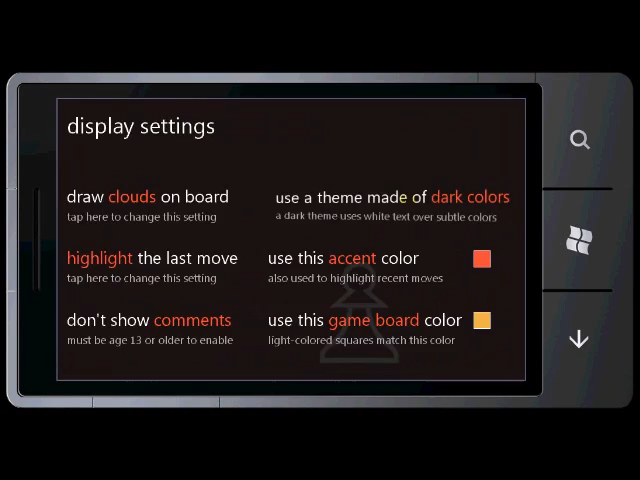 display settings
draw clouds on board
tap here to change this setting
use a theme made of dark colors
a dark theme uses white text over subtle colors
highlight the last move
tap here to change this setting
use this accent color
also used to highlight recent moves
don't show comments
must be age 13 or older to enable
use this game board color
light-colored squares match this color